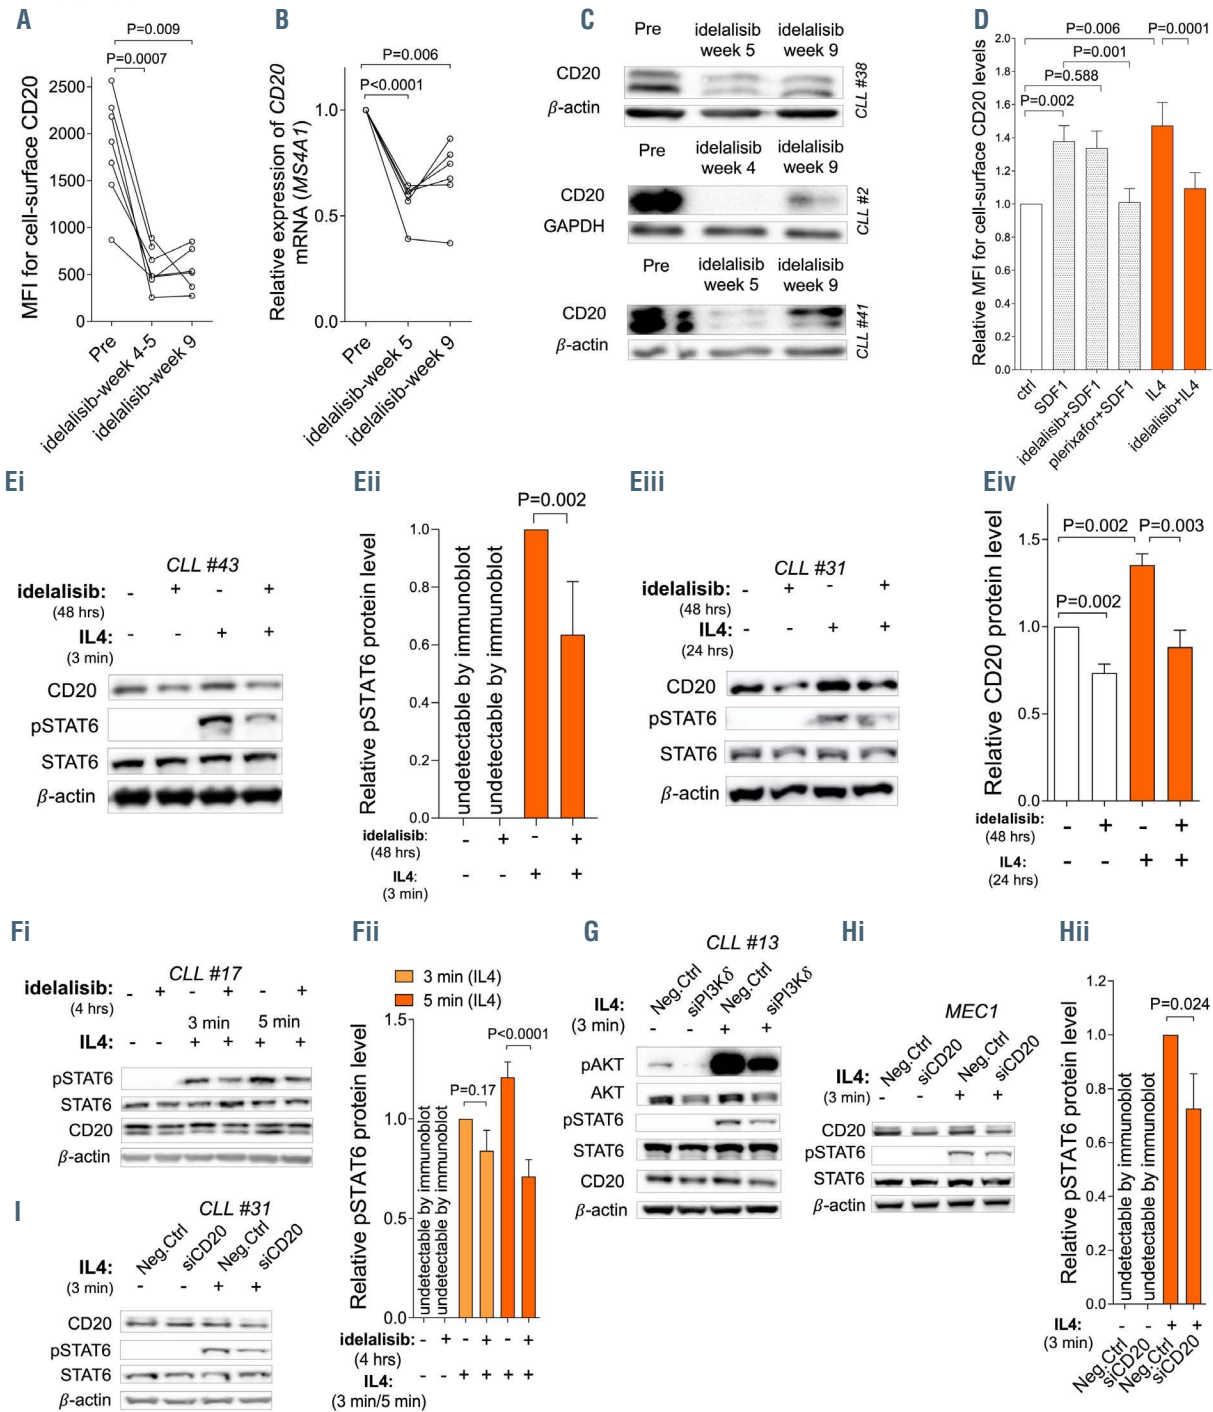 A
P=0.009
P=0.0007
MFI for cell-surface CD20
2500
2000
1500
1000
500
0
Pre
idelalisib-week 4-5
idelalisib-week 9
B
P=0.006
P<0.0001
Relative expression of CD20
mRNA (MS4A1)
1.0
0.5
0.0
Pre
idelalisib-week 5
idelalisib-week 9
C
Pre idelalisib week 5 idelalisib week 9
CD20
β-actin
CLL #38
Pre idelalisib week 4 idelalisib week 9
CD20
GAPDH
CLL #2
Pre idelalisib week 5 idelalisib week 9
CD20
β-actin
CLL #41
D
P=0.006 P=0.0001
P=0.001
P=0.588
P=0.002
Relative MFI for cell-surface CD20 levels
2.0
1.8
1.6
1.4
1.2
1.0
0.8
0.6
0.4
0.2
0.0
ctrl
SDF1
idelalisib+SDF1
plerixafor+SDF1
IL4
idelalisib+IL4
Ei
CLL #43
idelalisib: - + - +
(48 hrs)
IL4: - - + +
(3 min)
CD20
pSTAT6
STAT6
β-actin
Eii
P=0.002
Relative pSTAT6 protein level
1.0
0.8
0.6
0.4
0.2
0.0
undetectable by immunoblot
undetectable by immunoblot
idelalisib: - + - +
(48 hrs)
IL4: - - + +
(3 min)
Eiii
CLL #31
idelalisib: - + - +
(48 hrs)
IL4: - - + +
(24 hrs)
CD20
pSTAT6
STAT6
β-actin
Eiv
P=0.002 P=0.003
P=0.002
Relative CD20 protein level
1.5
1.0
0.5
0.0
idelalisib: - + - +
(48 hrs)
IL4: - - + +
(24 hrs)
Fi
CLL #17
idelalisib: - + - + - +
(4 hrs)
3 min 5 min
IL4: - - + + + +
pSTAT6
STAT6
CD20
β-actin
Fii
3 min (IL4)
5 min (IL4)
P<0.0001
P=0.17
Relative pSTAT6 protein level
1.5
1.0
0.5
0.0
undetectable by immunoblot
undetectable by immunoblot
idelalisib: - + - + - +
(4 hrs)
IL4: - - + + + +
(3 min/5 min)
G
CLL #13
Neg.Ctrl siPI3Kδ Neg.Ctrl siPI3Kδ
IL4: - - + +
(3 min)
pAKT
AKT
pSTAT6
STAT6
CD20
β-actin
Hi
MEC1
Neg.Ctrl siCD20 Neg.Ctrl siCD20
IL4: - - + +
(3 min)
CD20
pSTAT6
STAT6
β-actin
Hii
P=0.024
Relative pSTAT6 protein level
1.2
1.0
0.8
0.6
0.4
0.2
0.0
undetectable by immunoblot
undetectable by immunoblot
IL4: - - + +
(3 min)
Neg.Ctrl siCD20 Neg.Ctrl siCD20
I
CLL #31
Neg.Ctrl siCD20 Neg.Ctrl siCD20
IL4: - - + +
(3 min)
CD20
pSTAT6
STAT6
β-actin